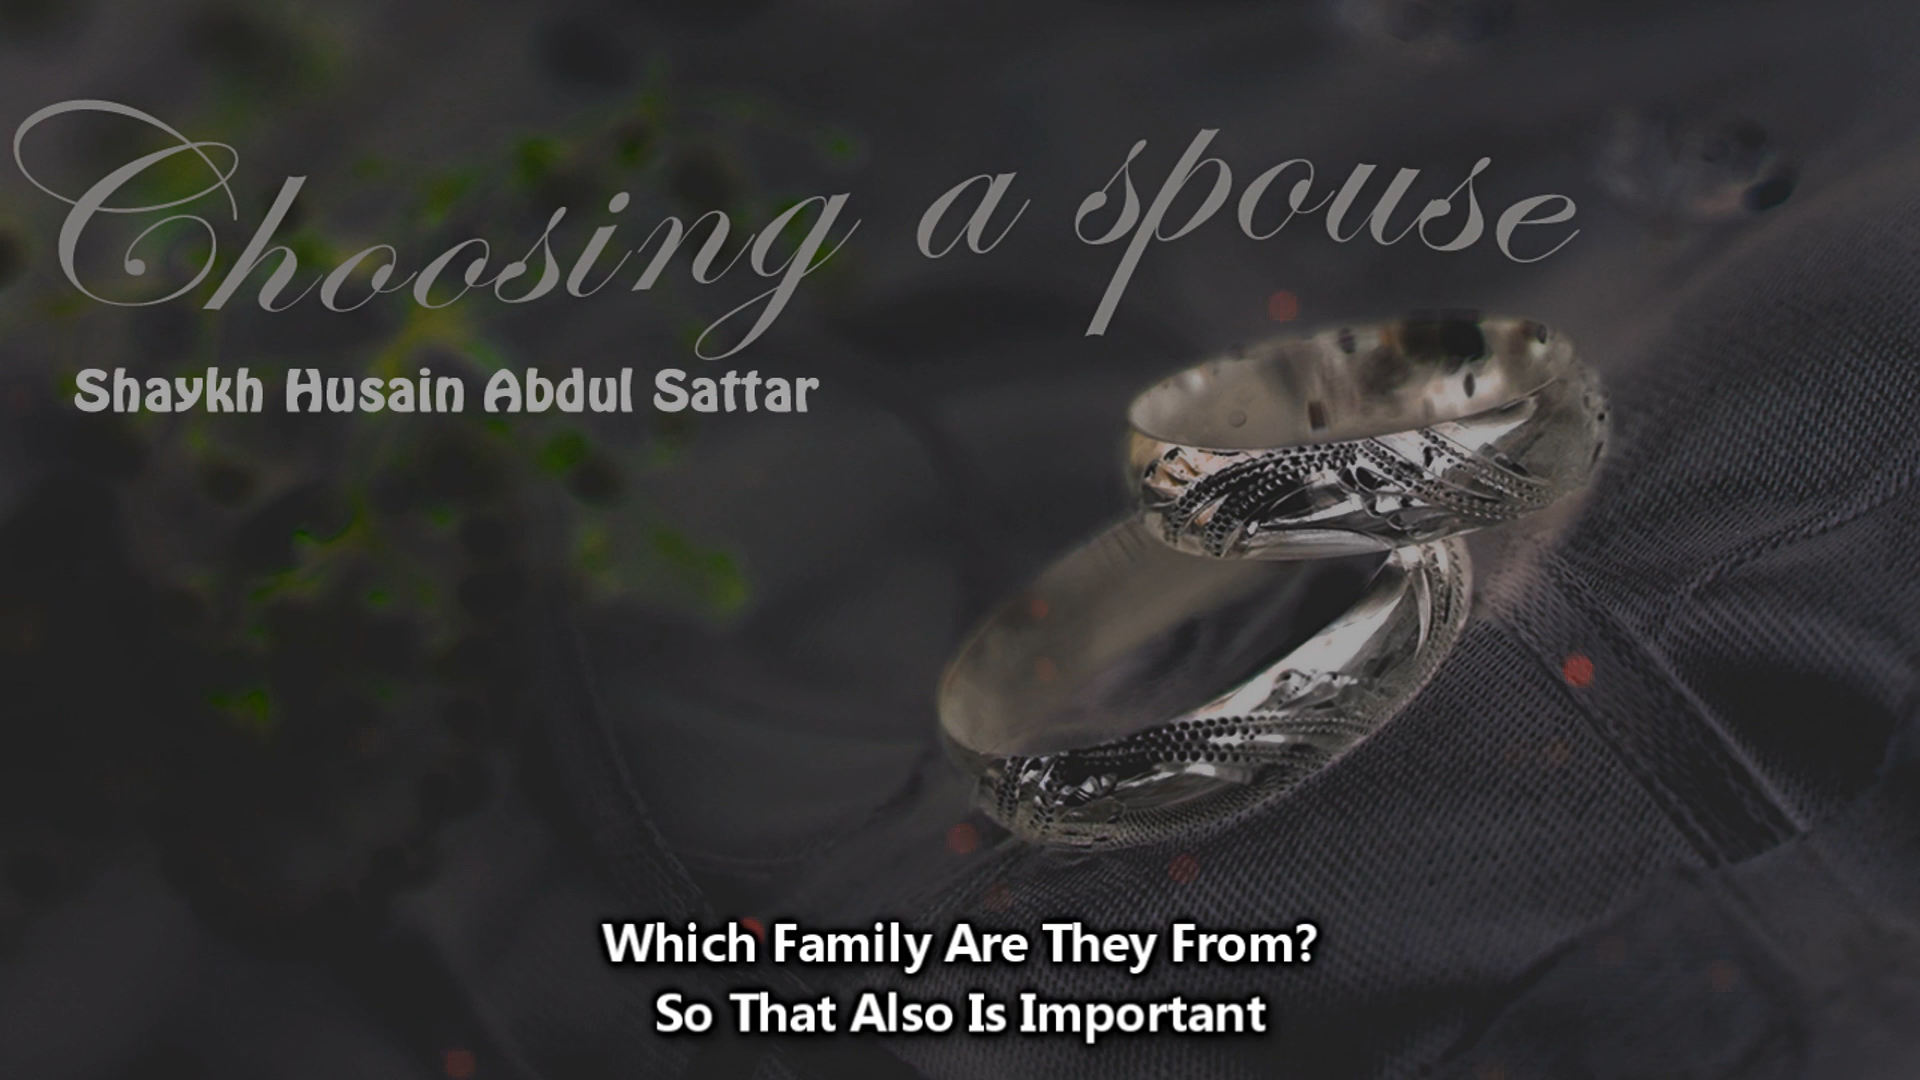 Choosing a spouse
Shaykh Husain Abdul Sattar
Which Family Are They From?
So That Also Is Important